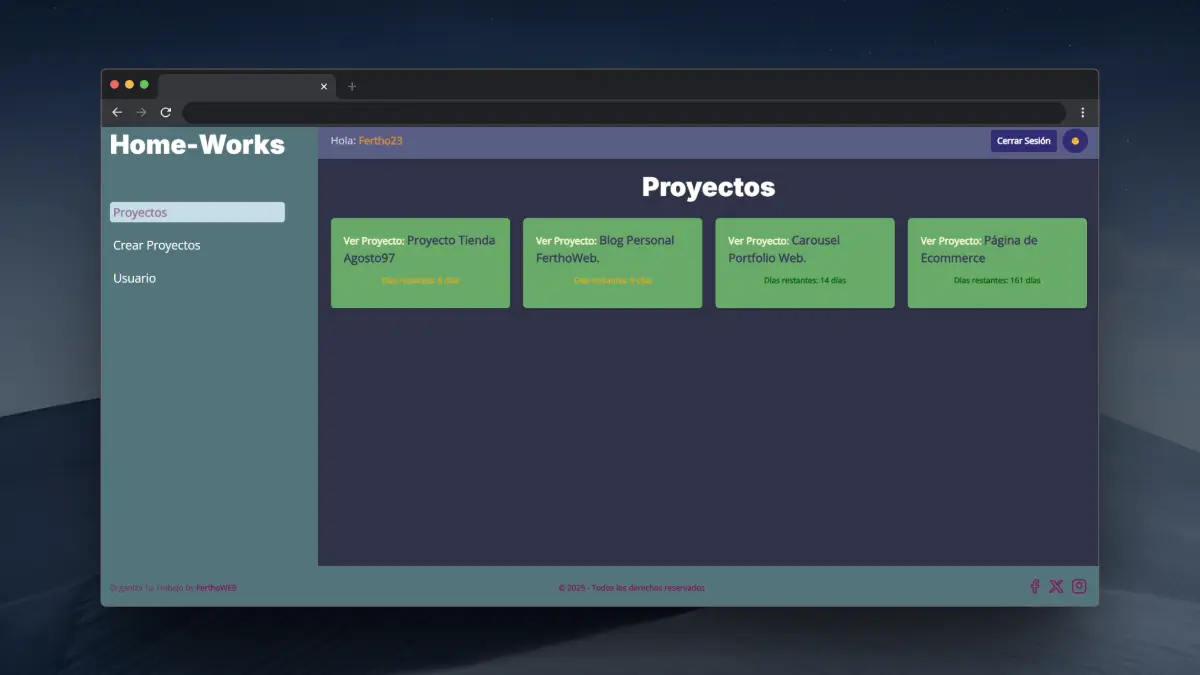 Home-Works
Hola: Fertho23
Cerrar Sesión
Proyectos
Crear Proyectos
Usuario
Proyectos
Ver Proyecto: Proyecto Tienda
Agosto97
Días restantes: días
Ver Proyecto: Blog Personal
FerthoWeb.
Días restantes: días
Ver Proyecto: Carousel
Portfolio Web.
Días restantes: 14 días
Ver Proyecto: Página de
Ecommerce
Días restantes: 161 días
Organiza Tu Trabajo by FerthoWEB
© 2025 - Todos los derechos reservados